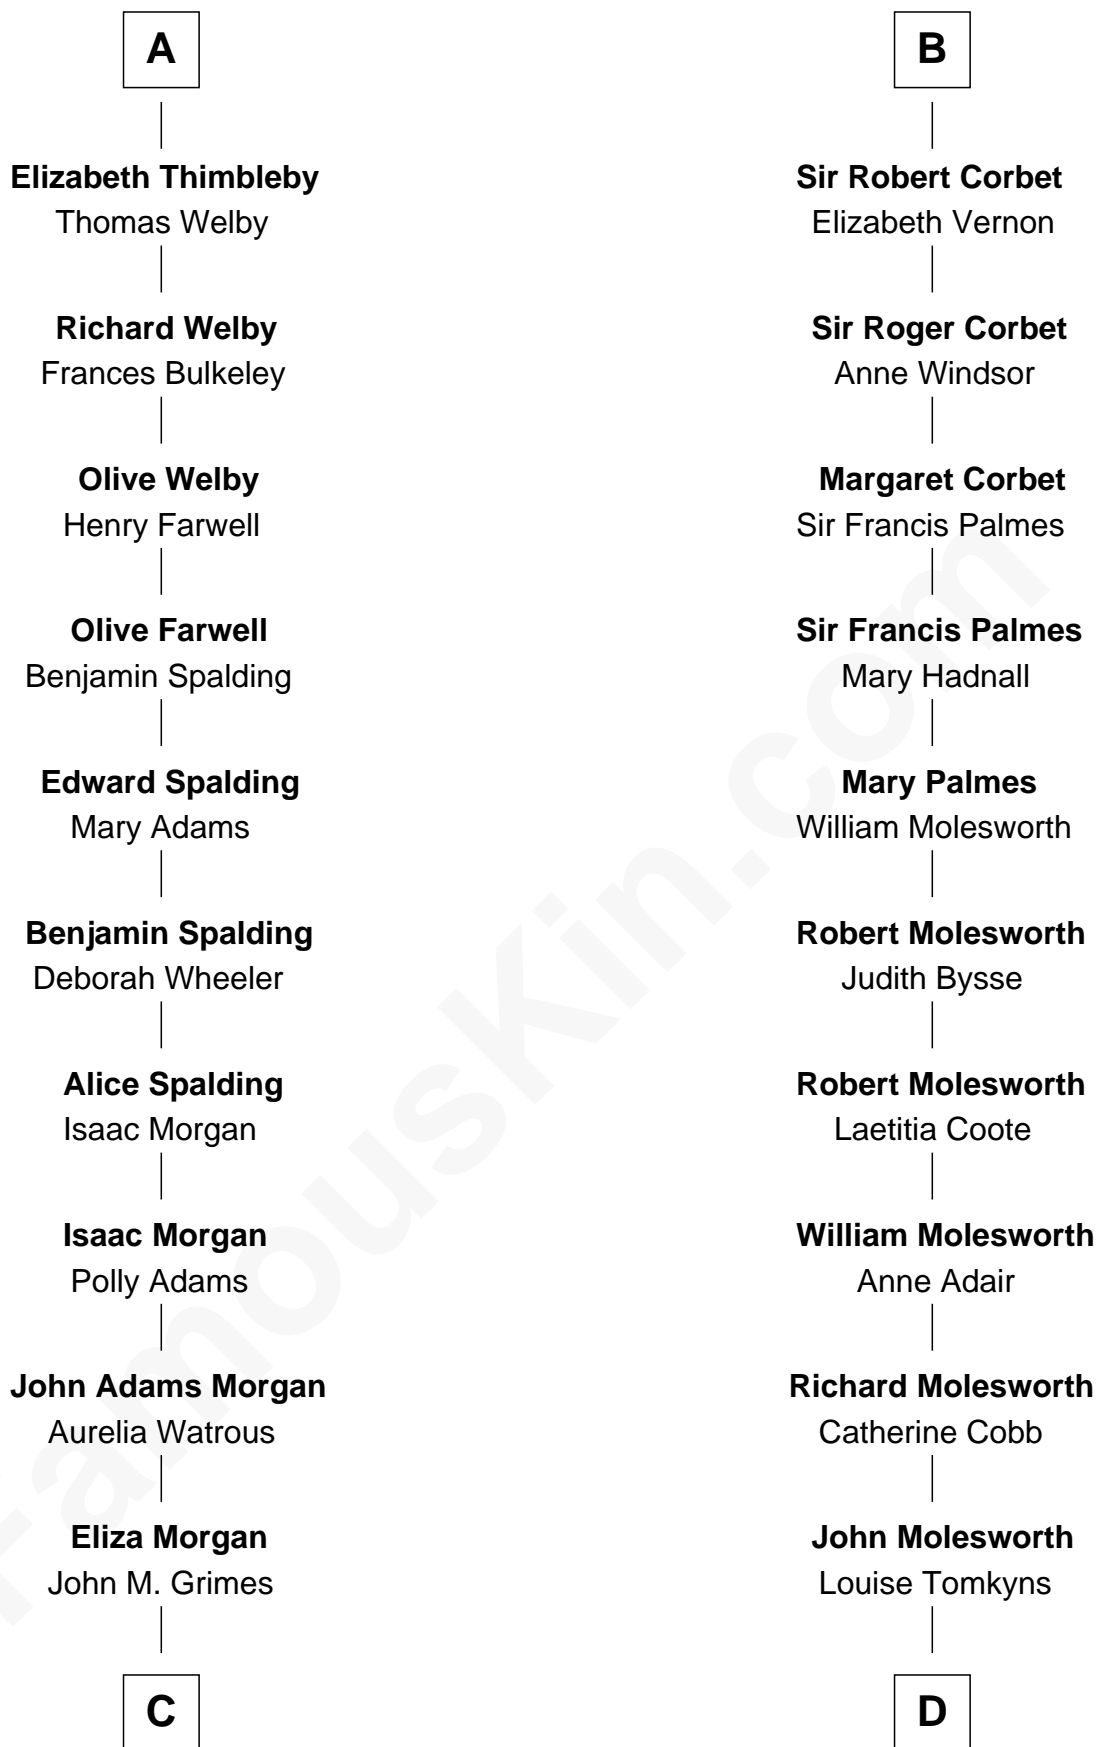 A
Elizabeth Thimbleby
Thomas Welby
Richard Welby
Frances Bulkeley
Olive Welby
Henry Farwell
Olive Farwell
Benjamin Spalding
Edward Spalding
Mary Adams
Benjamin Spalding
Deborah Wheeler
Alice Spalding
Isaac Morgan
Isaac Morgan
Polly Adams
John Adams Morgan
Aurelia Watrous
Eliza Morgan
John M. Grimes
C
B
Sir Robert Corbet
Elizabeth Vernon
Sir Roger Corbet
Anne Windsor
Margaret Corbet
Sir Francis Palmes
Sir Francis Palmes
Mary Hadnall
Mary Palmes
William Molesworth
Robert Molesworth
Judith Bysse
Robert Molesworth
Laetitia Coote
William Molesworth
Anne Adair
Richard Molesworth
Catherine Cobb
John Molesworth
Louise Tomkyns
D
FamousKin.com